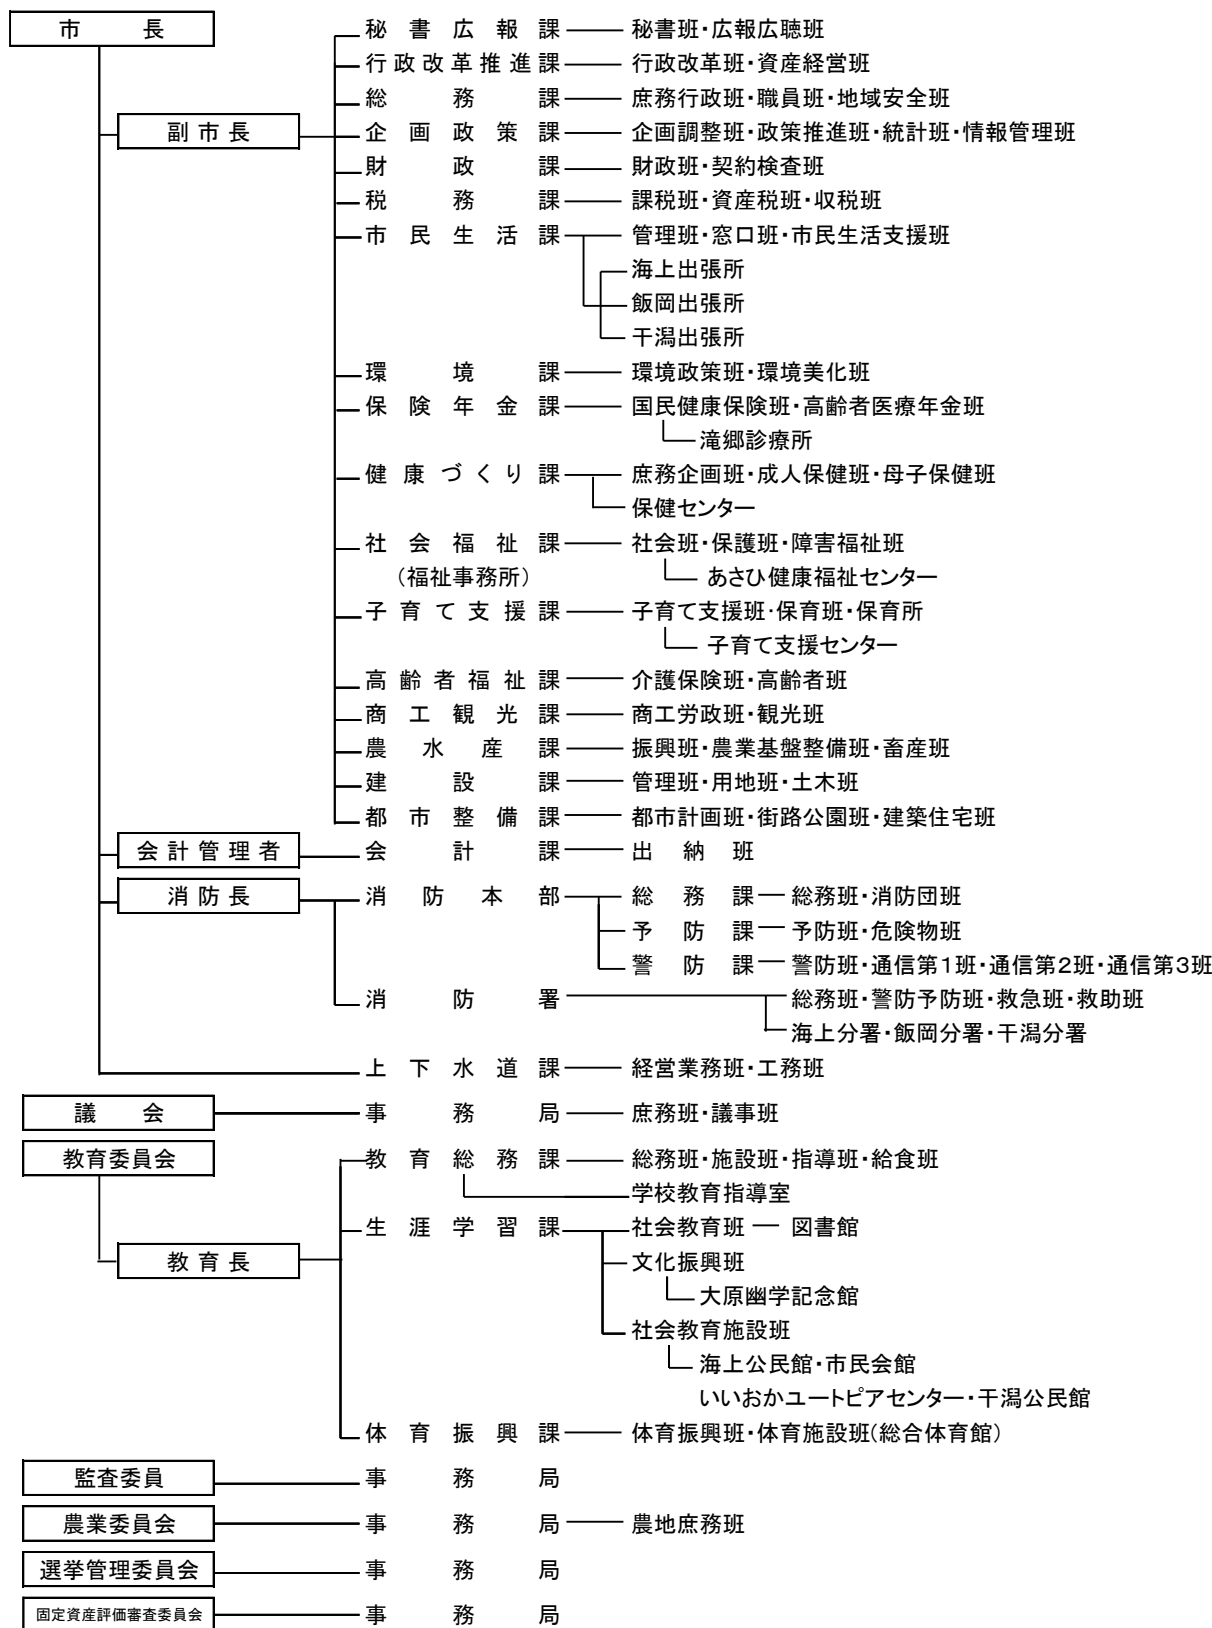 市長
秘書広報課 秘書班・広報広聴班
行政改革推進課 行政改革班・資産経営班
総務課 庶務行政班・職員班・地域安全班
副市長 企画政策課 企画調整班・政策推進班・統計班・情報管理班
財政課 財政班・契約検査班
税務課 課税班・資産税班・収税班
市民生活課 管理班・窓口班・市民生活支援班
海上出張所
飯岡出張所
干潟出張所
環境課 環境政策班・環境美化班
保険年金課 国民健康保険班・高齢者医療年金班
滝郷診療所
健康づくり課 庶務企画班・成人保健班・母子保健班
保健センター
社会福祉課 社会班・保護班・障害福祉班
(福祉事務所) あさひ健康福祉センター
子育て支援課 子育て支援班・保育班・保育所
子育て支援センター
高齢者福祉課 介護保険班・高齢者班
商工観光課 商工労政班・観光班
農水産課 振興班・農業基盤整備班・畜産班
建設課 管理班・用地班・土木班
都市整備課 都市計画班・街路公園班・建築住宅班
会計管理者 会計課 出納班
消防長 消防本部 総務課 総務班・消防団班
予防課 予防班・危険物班
警防課 警防班・通信第1班・通信第2班・通信第3班
消防署 総務班・警防予防班・救急班・救助班
海上分署・飯岡分署・干潟分署
上下水道課 経営業務班・工務班
議会 事務局 庶務班・議事班
教育委員会 教育総務課 総務班・施設班・指導班・給食班
学校教育指導室
生涯学習課 社会教育班 図書館
教育長 文化振興班
大原幽学記念館
社会教育施設班
海上公民館・市民会館
いいおかユートピアセンター・干潟公民館
体育振興課 体育振興班・体育施設班(総合体育館)
監査委員 事務局
農業委員会 事務局 農地庶務班
選挙管理委員会 事務局
固定資産評価審査委員会 事務局